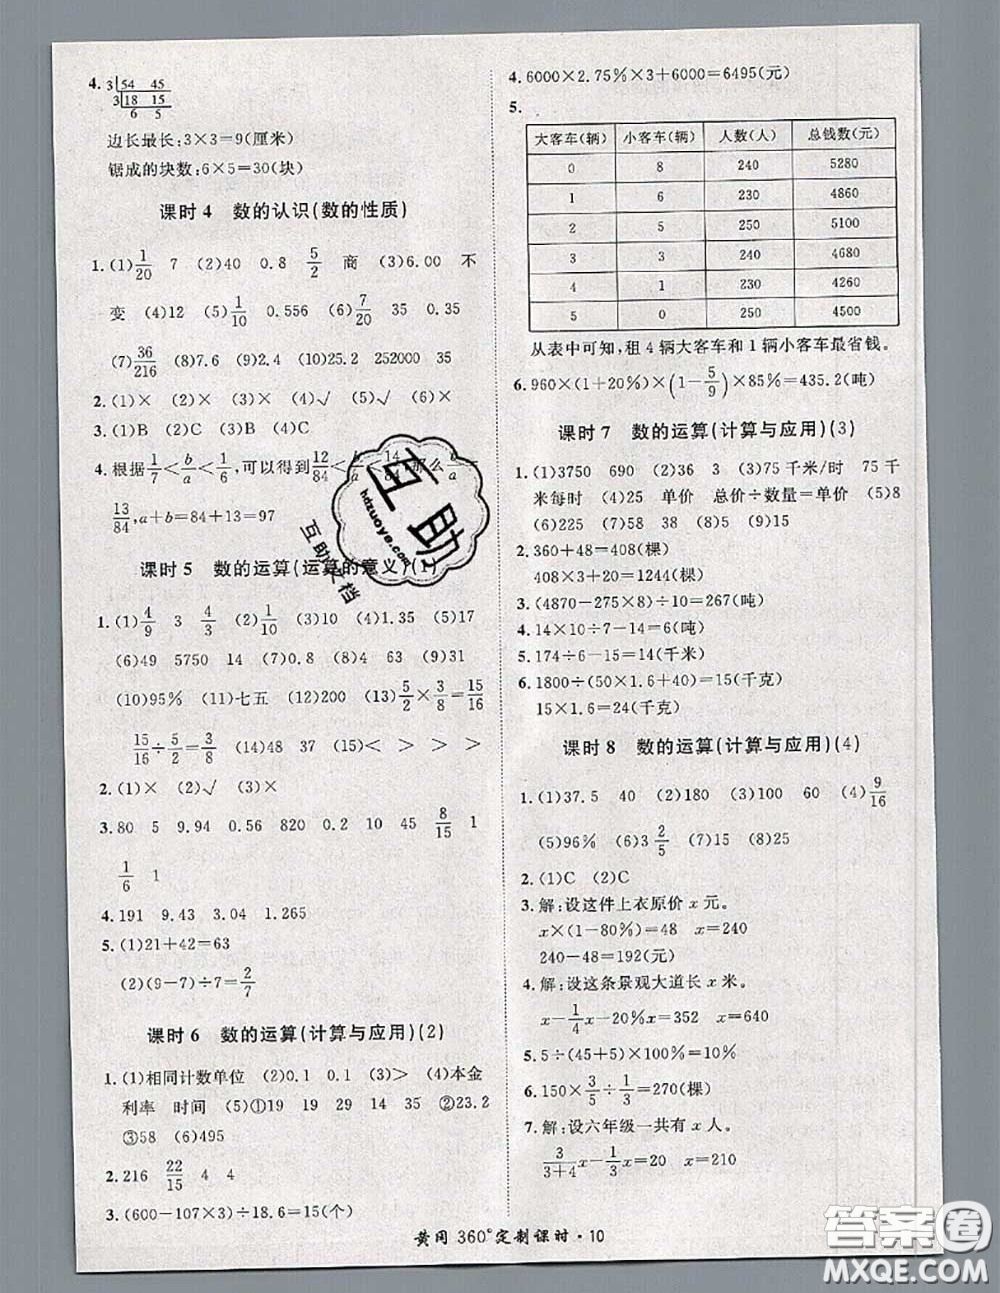 4. 3 54 45
3 18 15
6 5
边长最长:3×3=9(厘米)
锯成的块数:6×5=30(块)
课时4 数的认识(数的性质)
1.(1)1/20 7 (2)40 0.8 5/2 商 (3)6.00 不
变 (4)12 (5)1/10 0.556 (6)7/20 35 0.35
(7)36/216 (8)7.6 (9)2.4 (10)25.2 252000 35
2.(1)× (2)× (3)× (4)√ (5)√ (6)×
3.(1)B (2)C (3)B (4)C
4.根据1/7<b/a<1/6,可以得到12/84<b/a<14/84,那么b/a=
13/84,a+b=84+13=97
课时5 数的运算(运算的意义)(1)
1.(1)4/9 3 4/3 (2)1/10 (3)10 (4)1.35 (5)17
(6)49 5750 14 (7)0.8 (8)4 63 (9)31
(10)95% (11)七五 (12)200 (13)5/2×3/8=15/16
15/16÷5/2=3/8 (14)48 37 (15)< > > >
2.(1)× (2)√ (3)×
3.80 5 9.94 0.56 820 0.2 10 45 8/15 1
1/6 1
4.191 9.43 3.04 1.265
5.(1)21+42=63
(2)(9-7)÷7=2/7
课时6 数的运算(计算与应用)(2)
1.(1)相同计数单位 (2)0.1 0.1 (3)> (4)本金
利率 时间 (5)①19 19 29 14 35 ②23.2
③58 (6)495
2.216 22/15 4 4
3.(600-107×3)÷18.6=15(个)
4.6000×2.75%×3+6000=6495(元)
5.
大客车(辆) 小客车(辆) 人数(人) 总钱数(元)
0 8 240 5280
1 6 230 4860
2 5 250 5100
3 3 240 4680
4 1 230 4260
5 0 250 4500
从表中可知,租4辆大客车和1辆小客车最省钱。
6.960×(1+20%)×(1-5/9)×85%=435.2(吨)
课时7 数的运算(计算与应用)(3)
1.(1)3750 690 (2)36 3 (3)75千米/时 75千
米每时 (4)25 单价 总价÷数量=单价 (5)8
(6)225 (7)58 (8)38 (9)15
2.360+48=408(棵)
408×3+20=1244(棵)
3.(4870-275×8)÷10=267(吨)
4.14×10÷7-14=6(吨)
5.174÷6-15=14(千米)
6.1800÷(50×1.6+40)=15(千克)
15×1.6=24(千克)
课时8 数的运算(计算与应用)(4)
1.(1)37.5 40 (2)180 (3)100 60 (4)9/16
(5)96% (6)3 2/5 (7)15 (8)25
2.(1)C (2)C
3.解:设这件上衣原价x元。
x×(1-80%)=48 x=240
240-48=192(元)
4.解:设这条景观大道长x米。
x-1/4x-20%x=352 x=640
5.5÷(45+5)×100%=10%
6.150×3/5÷1/3=270(棵)
7.解:设六年级一共有x人。
3/(3+4)x-1/3x=20 x=210
黄冈360°定制课时·10
互助
hdzuoye.com
互助文档
答案卷
MXQE.COM